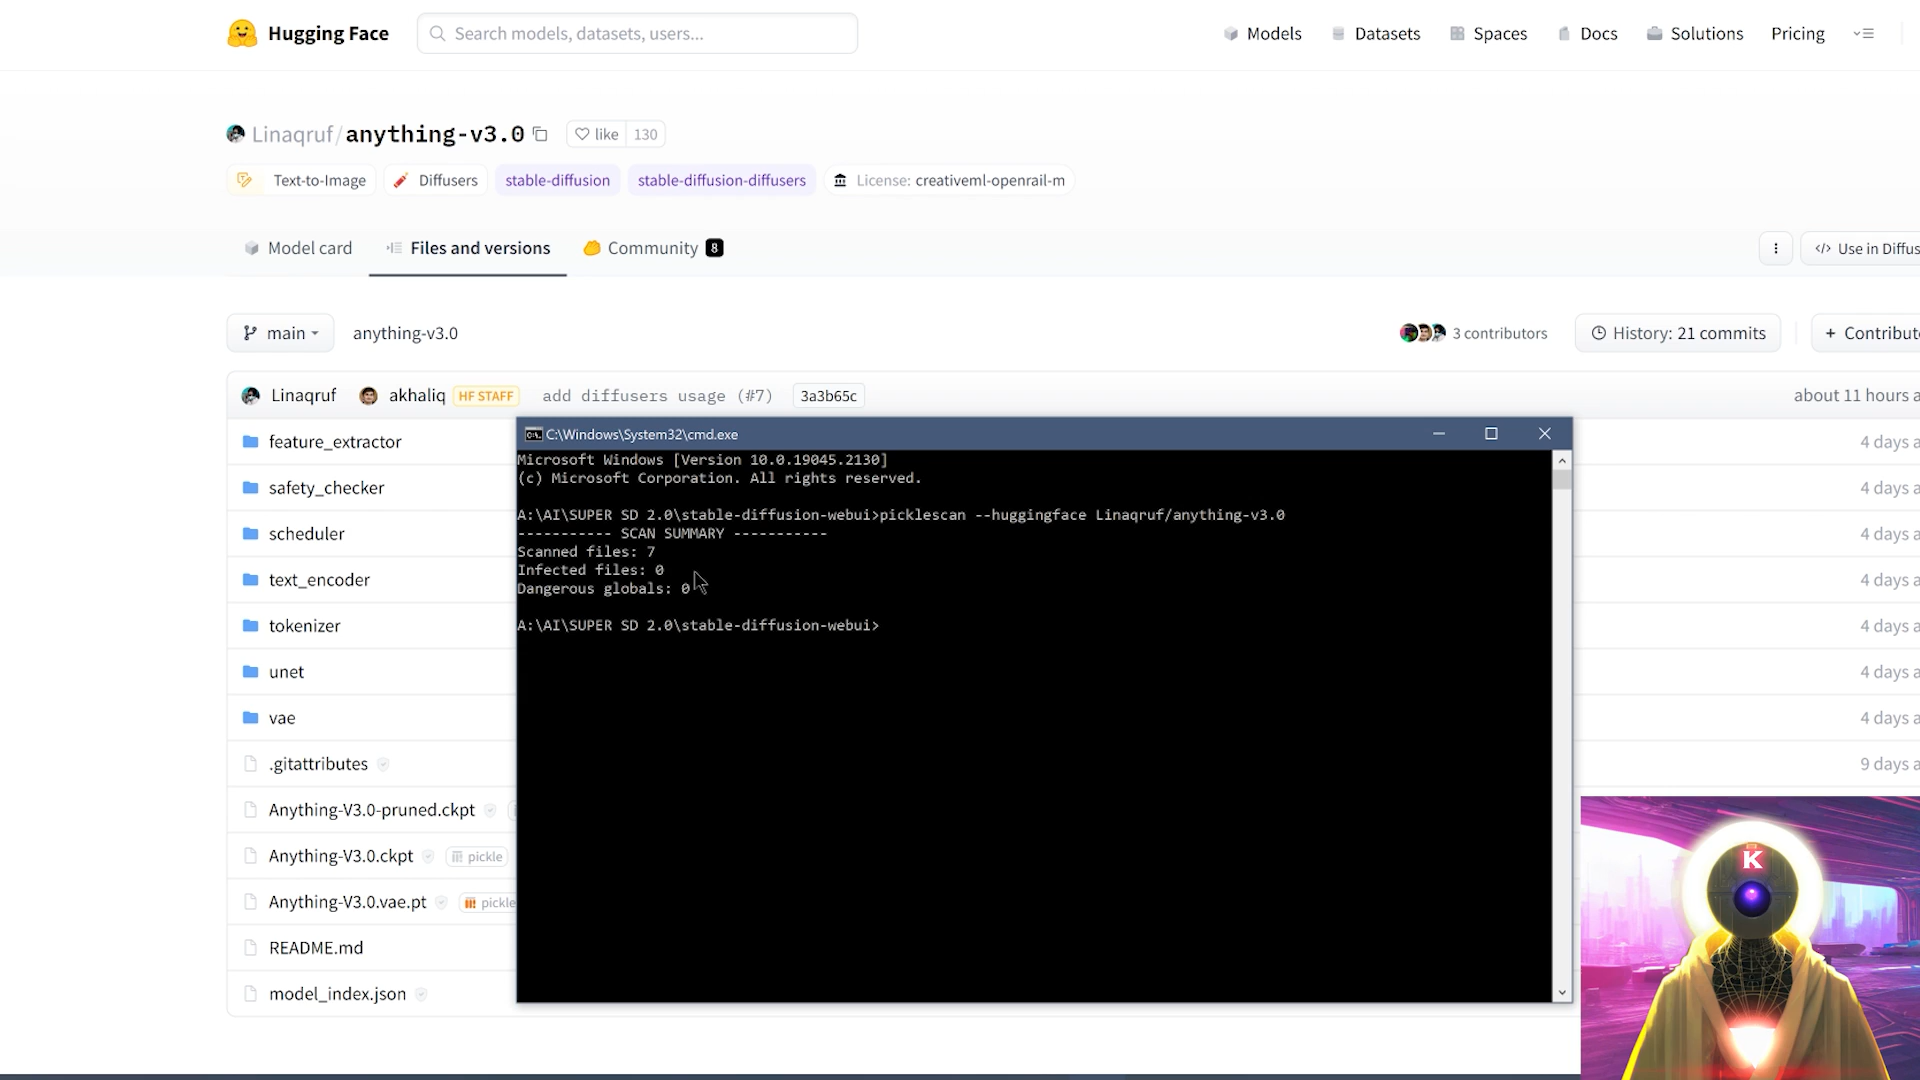 Hugging Face
Search models, datasets, users...
Models
Datasets
Spaces
Docs
Solutions
Pricing
Linaqruf/anything-v3.0
like 130
Text-to-Image
Diffusers
stable-diffusion
stable-diffusion-diffusers
License: creativeml-openrail-m
Model card
Files and versions
Community 8
</> Use in Diffus
main
anything-v3.0
3 contributors
History: 21 commits
+ Contribut
Linaqruf
akhaliq HF STAFF
add diffusers usage (#7)
3a3b65c
about 11 hours a
feature_extractor
4 days a
safety_checker
4 days a
scheduler
4 days a
text_encoder
4 days a
tokenizer
4 days a
unet
4 days a
vae
4 days a
.gitattributes
9 days a
Anything-V3.0-pruned.ckpt
Anything-V3.0.ckpt
pickle
Anything-V3.0.vae.pt
pickle
README.md
model_index.json
C:\Windows\System32\cmd.exe
Microsoft Windows [Version 10.0.19045.2130]
(c) Microsoft Corporation. All rights reserved.
A:\AI\SUPER SD 2.0\stable-diffusion-webui>picklescan --huggingface Linaqruf/anything-v3.0
----------- SCAN SUMMARY -----------
Scanned files: 7
Infected files: 0
Dangerous globals: 0
A:\AI\SUPER SD 2.0\stable-diffusion-webui>
K